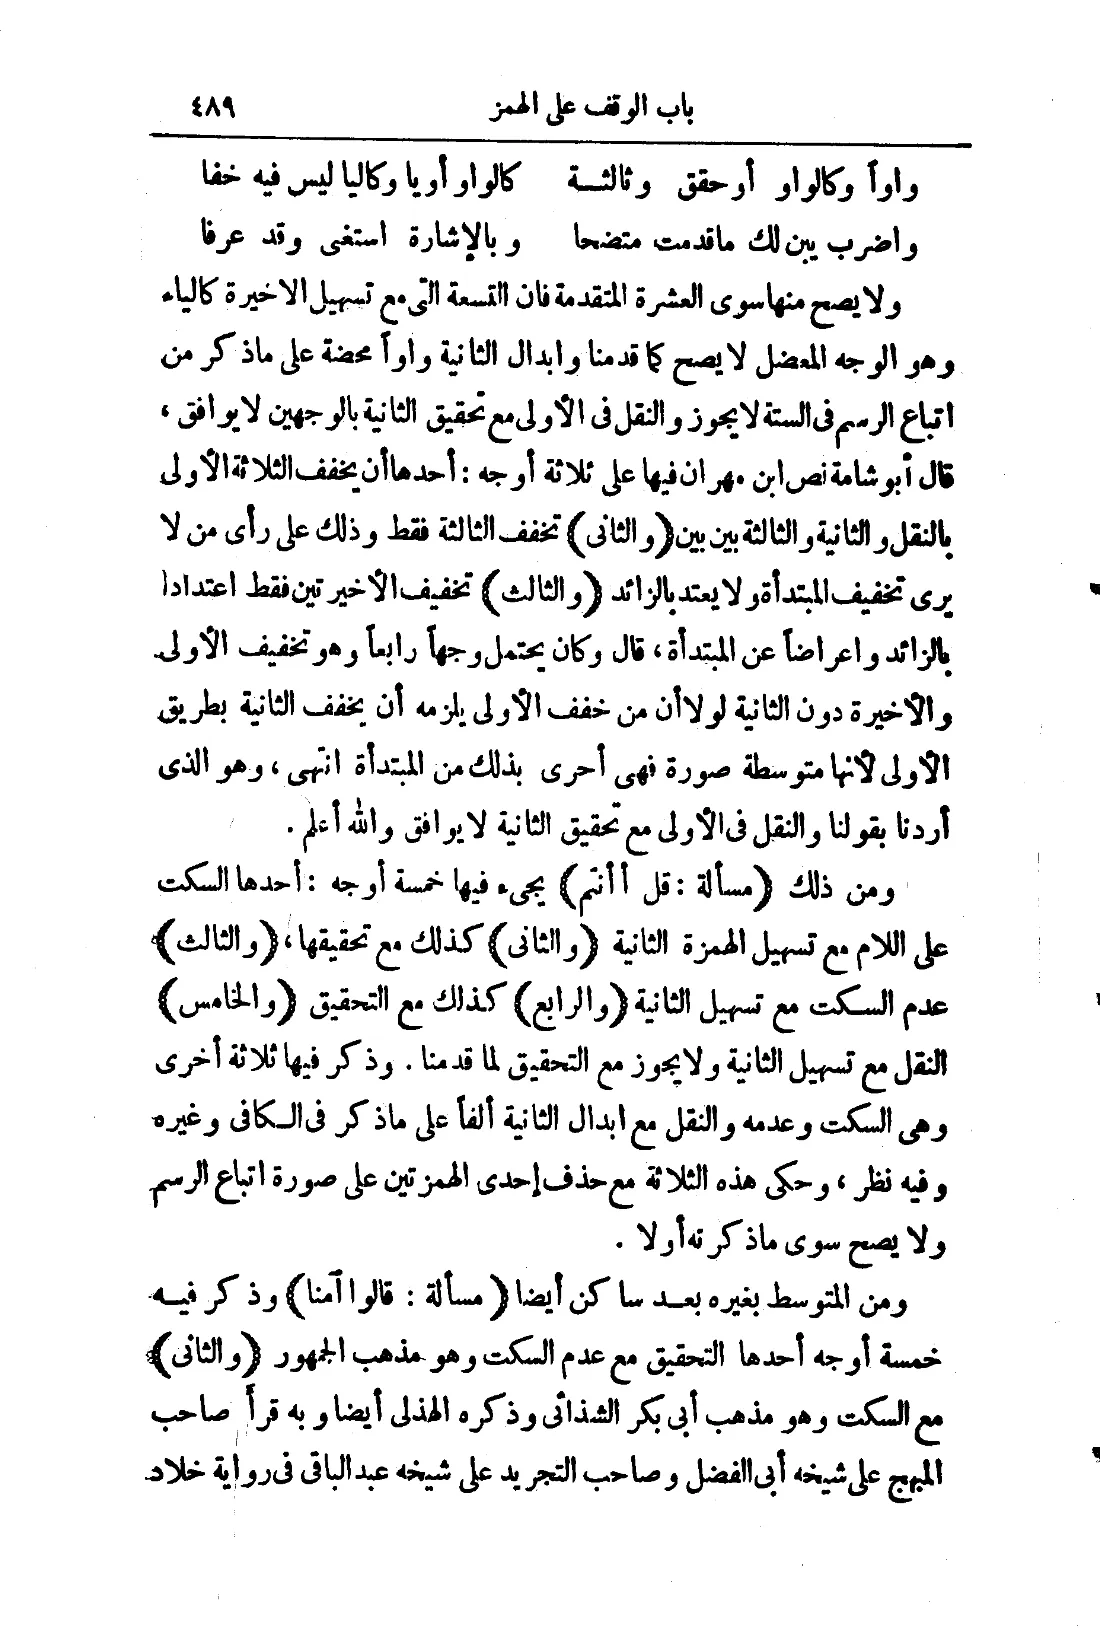 باب الوقف على الهمز ٤٨٩
واواً وكالواو أو حقق وثالثـــة كالواو أو يا وكاليا ليس فيه خفا
واضرب يبن لك ماقدمت متضحا وبالإشارة استغنى وقد عرفا
ولا يصح منها سوى العشرة المتقدمة فان التسعة التى مع تسهيل الاخيرة كالياء
وهو الوجه المعضل لا يصح كما قدمنا وابدال الثانية واواً محضة على ماذكر من
اتباع الرسم فى الستة لا يجوز والنقل فى الأولى مع تحقيق الثانية بالوجهين لا يوافق ،
قال أبو شامة نص ابن مهران فيها على ثلاثة أوجه : أحدها أن يخفف الثلاثة الأولى
بالنقل والثانية والثالثة بين بين (والثانى) تخفف الثالثة فقط وذلك على رأى من لا
يرى تخفيف المبتدأة ولا يعتد بالزائد (والثالث) تخفيف الأخيرتين فقط اعتدادا
بالزائد واعراضاً عن المبتدأة ، قال وكان يحتمل وجهاً رابعاً وهو تخفيف الأولى
والأخيرة دون الثانية لولا أن من خفف الأولى يلزمه أن يخفف الثانية بطريق
الأولى لأنها متوسطة صورة فهى أحرى بذلك من المبتدأة انتهى ، وهو الذى
أردنا بقولنا والنقل فى الأولى مع تحقيق الثانية لا يوافق والله أعلم .
ومن ذلك (مسألة : قل أأنتم) يجىء فيها خمسة أوجه : أحدها السكت
على اللام مع تسهيل الهمزة الثانية (والثانى) كذلك مع تحقيقها ، (والثالث)
عدم السكت مع تسهيل الثانية (والرابع) كذلك مع التحقيق (والخامس)
النقل مع تسهيل الثانية ولا يجوز مع التحقيق لما قدمنا . وذكر فيها ثلاثة أخرى
وهى السكت وعدمه والنقل مع ابدال الثانية ألفاً على ماذكر فى الـكافى وغيره
وفيه نظر ، وحكى هذه الثلاثة مع حذف إحدى الهمزتين على صورة اتباع الرسم
ولا يصح سوى ماذكرته أولا .
ومن المتوسط بغيره بعـد ساكن أيضا (مسألة : قالوا آمنا) وذكر فيـه
خمسة أوجه أحدها التحقيق مع عدم السكت وهو مذهب الجمهور (والثانى)
مع السكت وهو مذهب أبى بكر الشذائى وذكره الهذلى أيضا وبه قرأ صاحب
المبهج على شيخه أبى الفضل وصاحب التجريد على شيخه عبد الباقى فى رواية خلاد